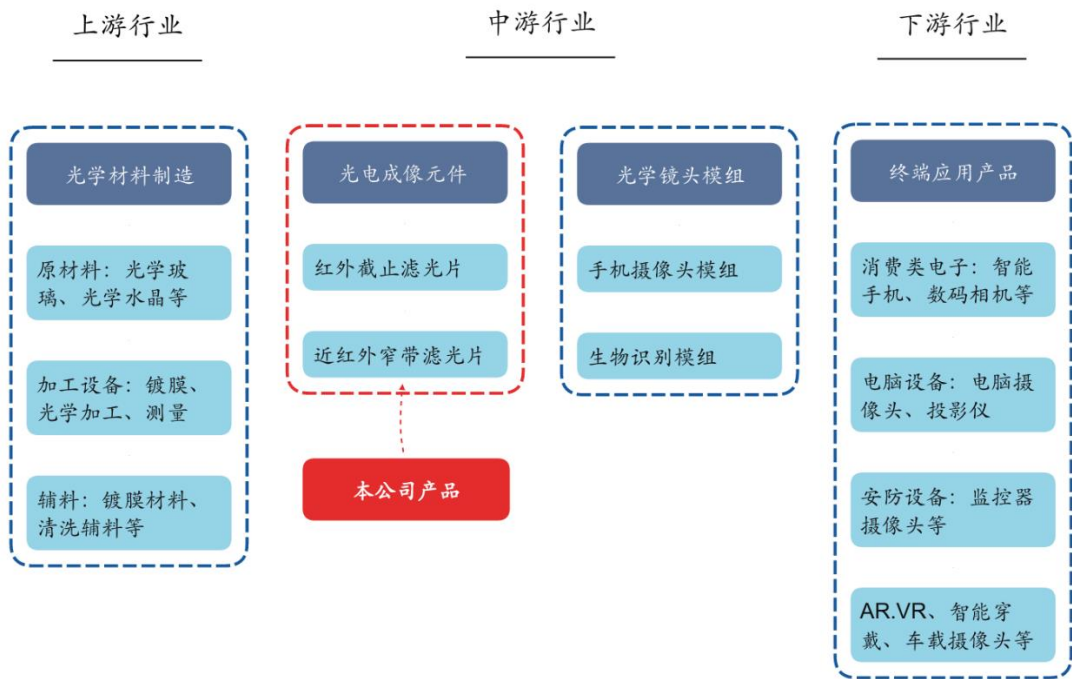 上游行业
中游行业
下游行业
光学材料制造
原材料：光学玻
璃、光学水晶等
加工设备：镀膜、
光学加工、测量
辅料：镀膜材料、
清洗辅料等
光电成像元件
红外截止滤光片
近红外窄带滤光片
本公司产品
光学镜头模组
手机摄像头模组
生物识别模组
终端应用产品
消费类电子：智能
手机、数码相机等
电脑设备：电脑摄
像头、投影仪
安防设备：监控器
摄像头等
AR.VR、智能穿
戴、车载摄像头等